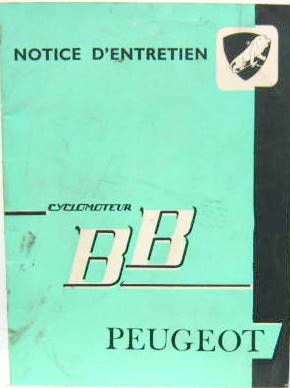 NOTICE D'ENTRETIEN
CYCLOMOTEUR
BB
PEUGEOT